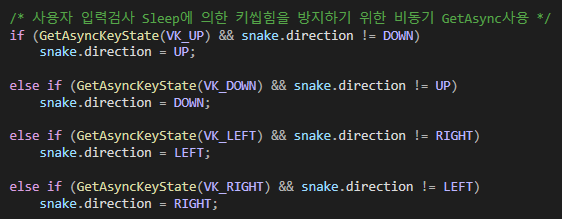 /* 사용자 입력검사 Sleep에 의한 키씹힘을 방지하기 위한 비동기 GetAsync사용 */
if (GetAsyncKeyState(VK_UP) && snake.direction != DOWN)
    snake.direction = UP;

else if (GetAsyncKeyState(VK_DOWN) && snake.direction != UP)
    snake.direction = DOWN;

else if (GetAsyncKeyState(VK_LEFT) && snake.direction != RIGHT)
    snake.direction = LEFT;

else if (GetAsyncKeyState(VK_RIGHT) && snake.direction != LEFT)
    snake.direction = RIGHT;